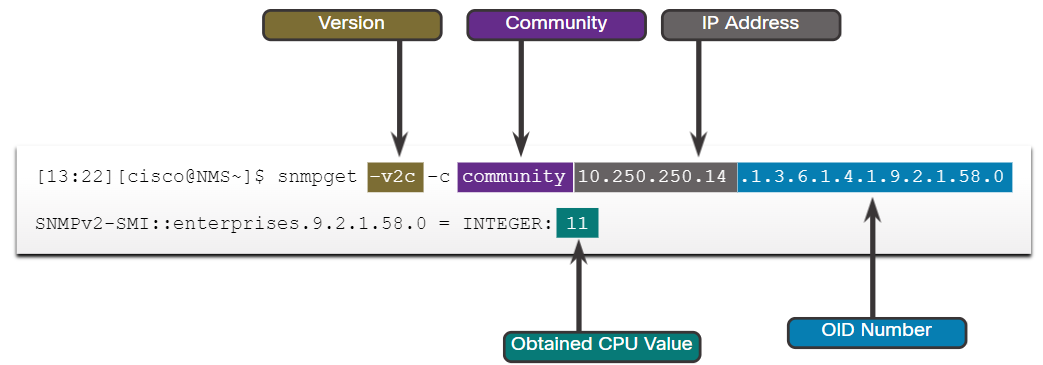 Version Community IP Address
[13:22][cisco@NMS~]$ snmpget -v2c -c community 10.250.250.14 .1.3.6.1.4.1.9.2.1.58.0
SNMPv2-SMI::enterprises.9.2.1.58.0 = INTEGER: 11
Obtained CPU Value OID Number